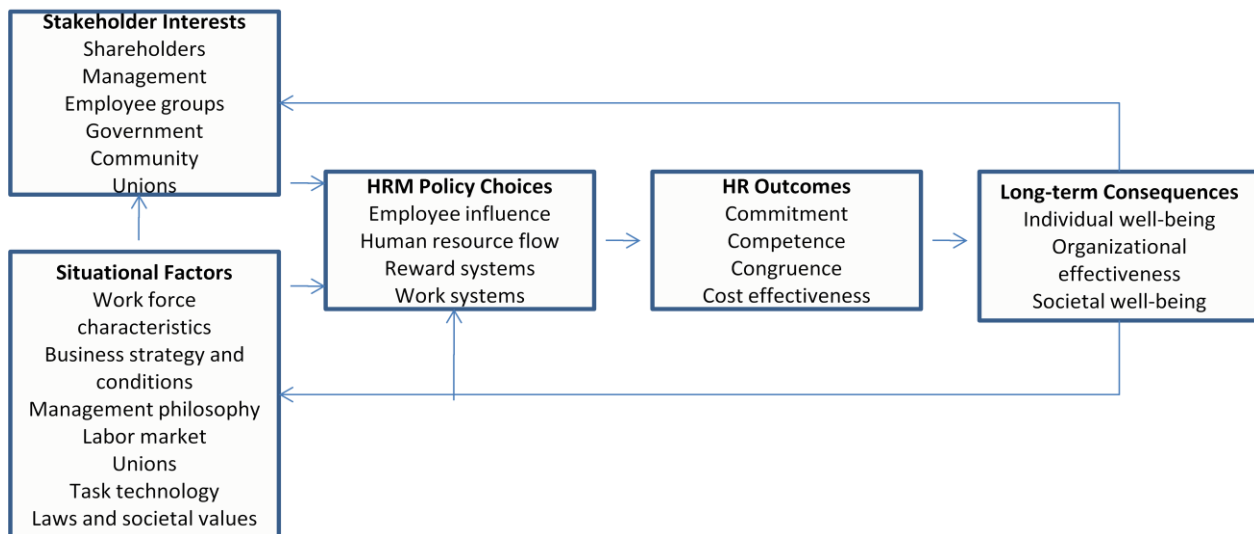 Stakeholder Interests
Shareholders
Management
Employee groups
Government
Community
Unions
Situational Factors
Work force
characteristics
Business strategy and
conditions
Management philosophy
Labor market
Unions
Task technology
Laws and societal values
HRM Policy Choices
Employee influence
Human resource flow
Reward systems
Work systems
HR Outcomes
Commitment
Competence
Congruence
Cost effectiveness
Long-term Consequences
Individual well-being
Organizational
effectiveness
Societal well-being